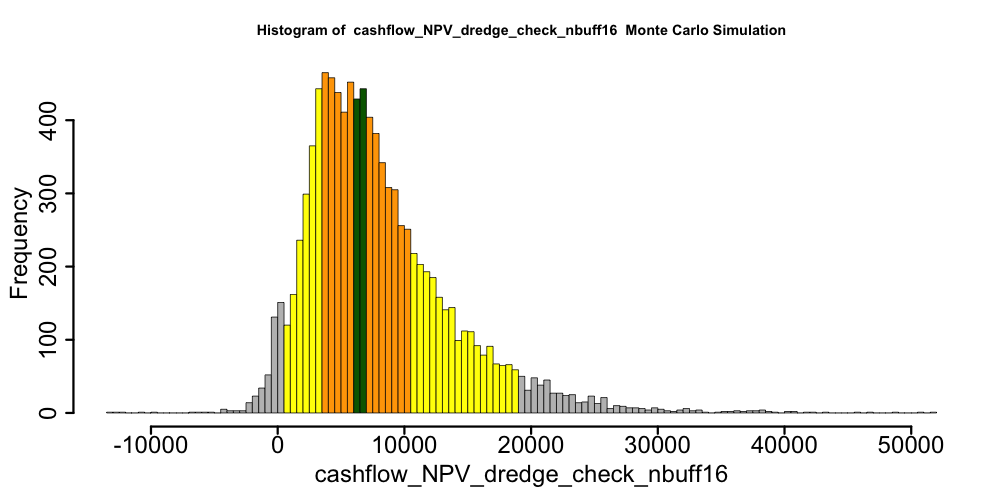 Histogram of cashflow_NPV_dredge_check_nbuff16 Monte Carlo Simulation
Frequency
400
300
200
100
0
-10000 0 10000 20000 30000 40000 50000
cashflow_NPV_dredge_check_nbuff16